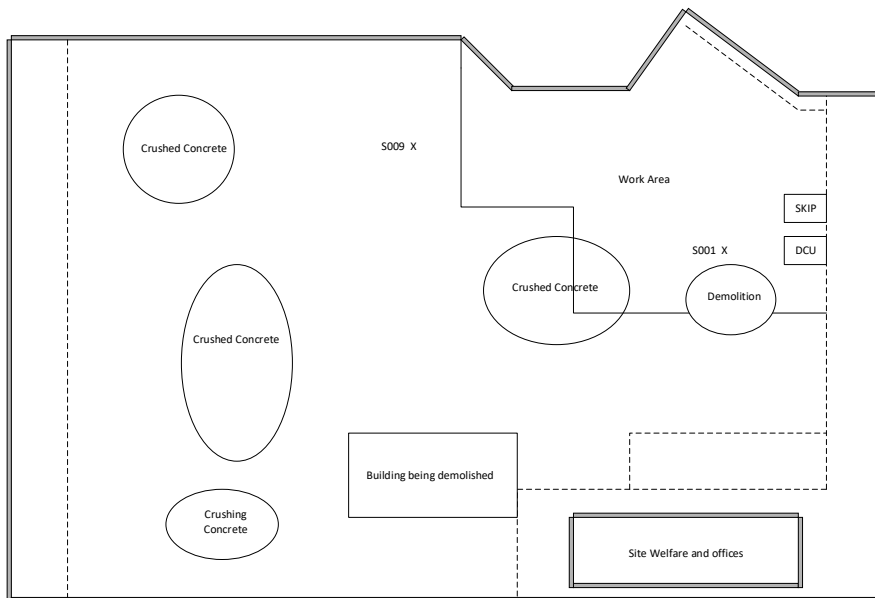 Crushed Concrete
S009 X
Work Area
SKIP
S001 X
DCU
Crushed Concrete
Demolition
Crushed Concrete
Building being demolished
Crushing
Concrete
Site Welfare and offices